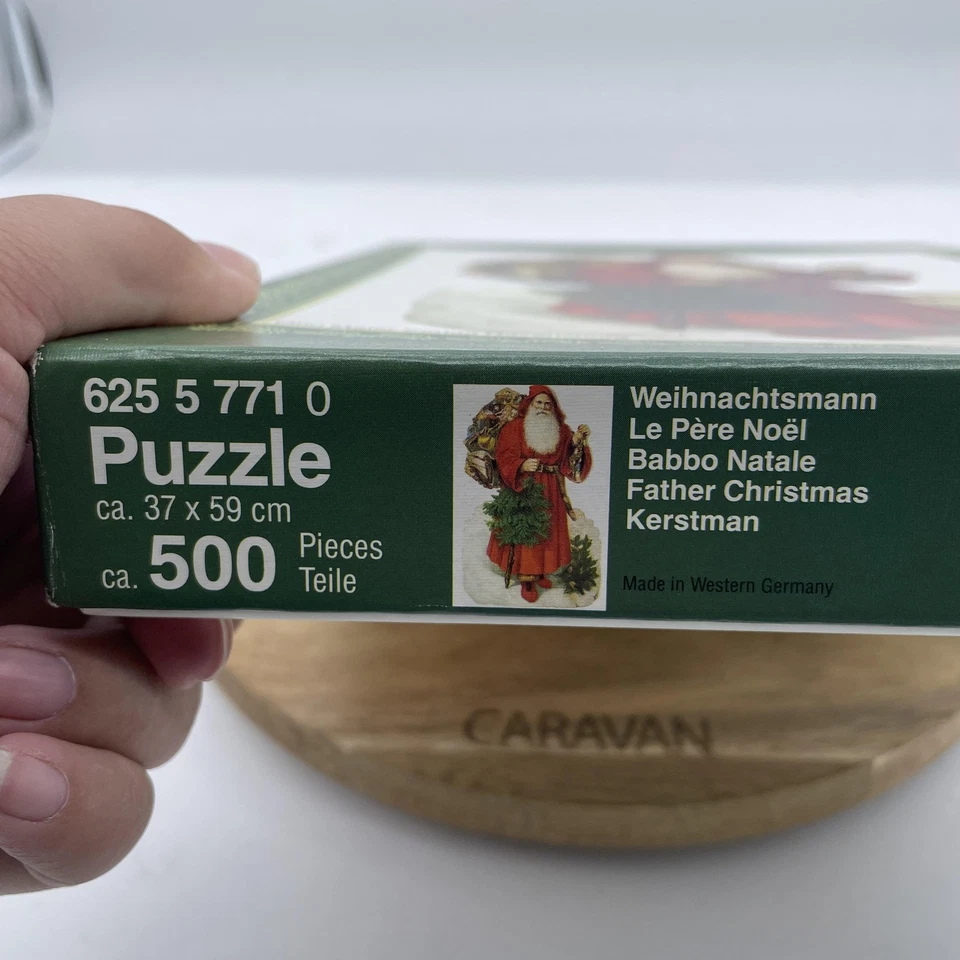 625 5 771 0
Puzzle
ca. 37 x 59 cm
ca. 500 Pieces
Teile
Weihnachtsmann
Le Père Noël
Babbo Natale
Father Christmas
Kerstman
Made in Western Germany
CARAVAN